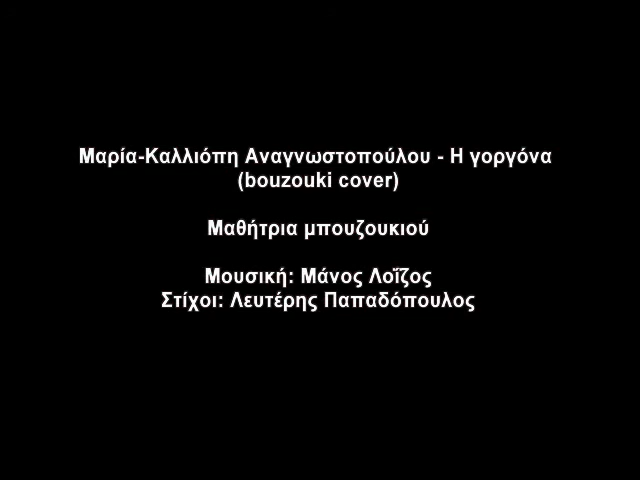 Μαρία-Καλλιόπη Αναγνωστοπούλου - Η γοργόνα
(bouzouki cover)
Μαθήτρια μπουζουκιού
Μουσική: Μάνος Λοΐζος
Στίχοι: Λευτέρης Παπαδόπουλος